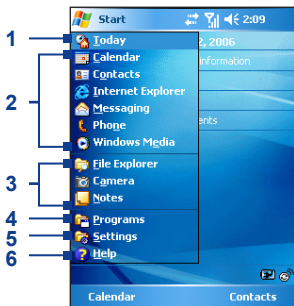 Start 2:09
1 Today 2, 2006
Calendar information
Contacts
Internet Explorer
2 Messaging ents
Phone
Windows Media
File Explorer
3 Camera
Notes
4 Programs
5 Settings
6 Help
Calendar Contacts